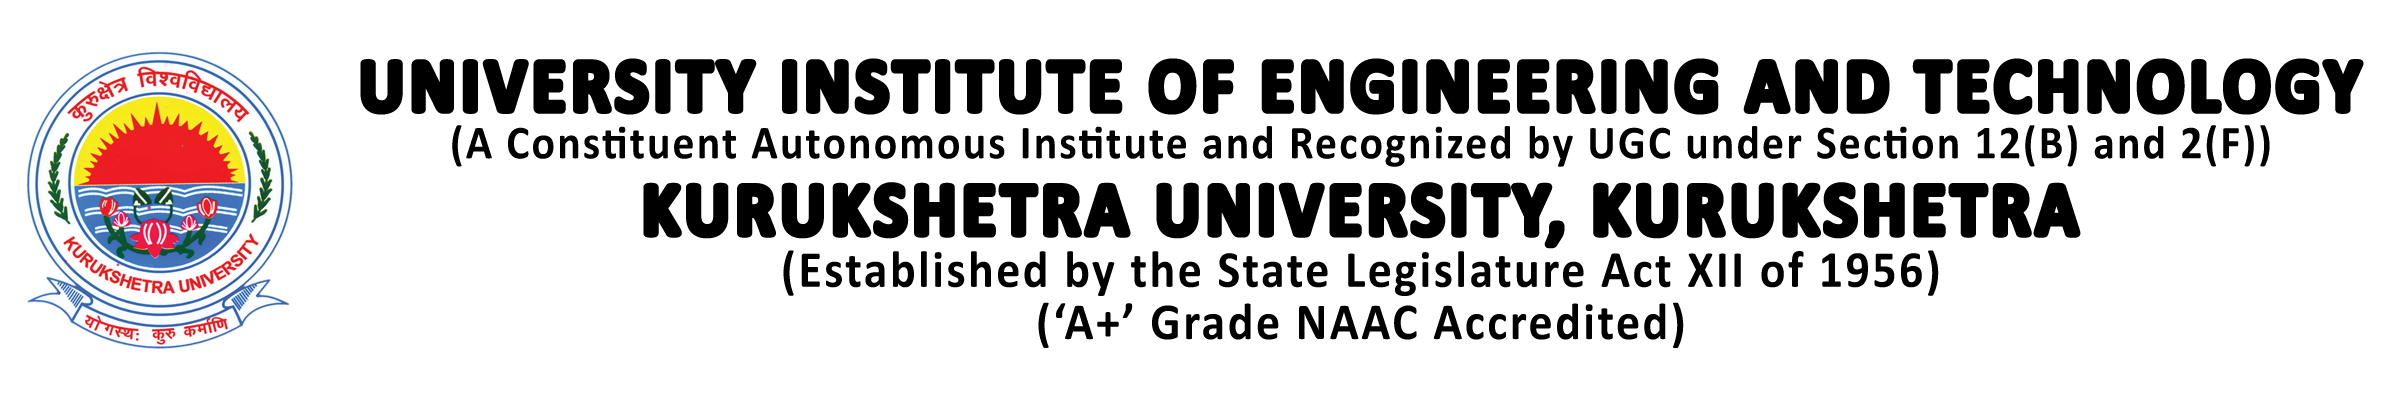 कुरुक्षेत्र विश्वविद्यालय
KURUKSHETRA UNIVERSITY
योगस्थः कुरु कर्माणि
UNIVERSITY INSTITUTE OF ENGINEERING AND TECHNOLOGY
(A Constituent Autonomous Institute and Recognized by UGC under Section 12(B) and 2(F))
KURUKSHETRA UNIVERSITY, KURUKSHETRA
(Established by the State Legislature Act XII of 1956)
(‘A+’ Grade NAAC Accredited)